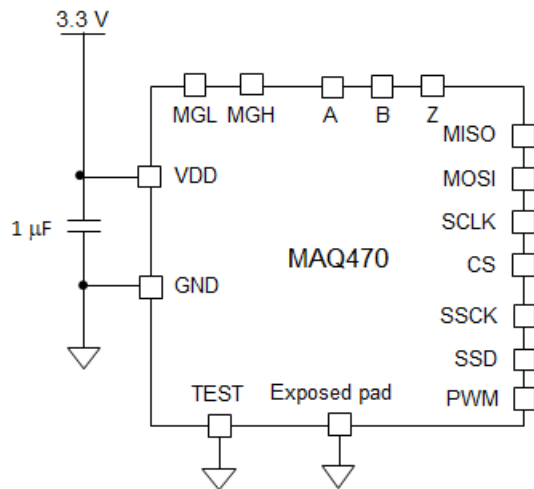 3.3 V
MGL MGH A B Z
MISO
VDD
MOSI
1 μF
SCLK
MAQ470
CS
GND
SSCK
SSD
TEST Exposed pad
PWM